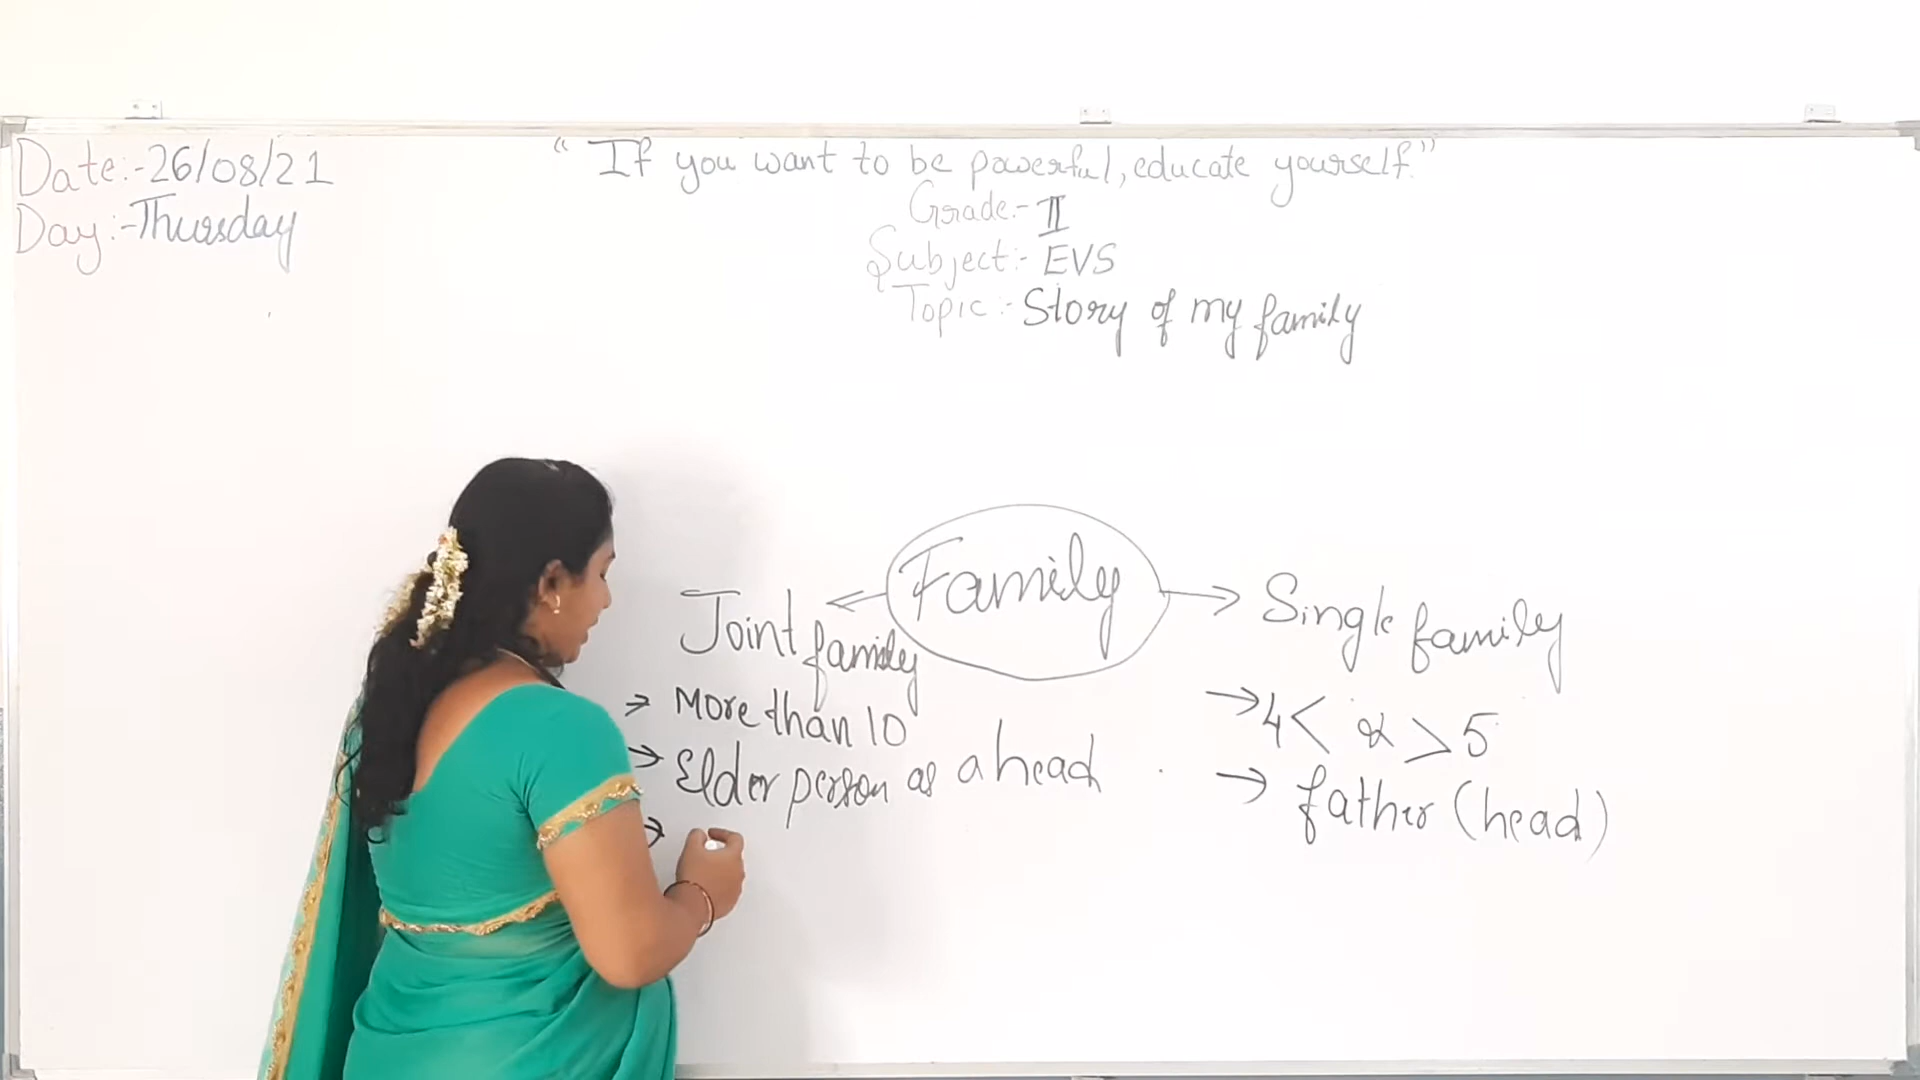 Date:-26/08/21
Day:-Thursday
"If you want to be powerful, educate yourself."
Grade:-II
Subject:- EVS
Topic:- Story of my family
Family
Joint family
→ More than 10
→ Elder person as a head
→
Single family
→ 4< & >5
→ father (head)